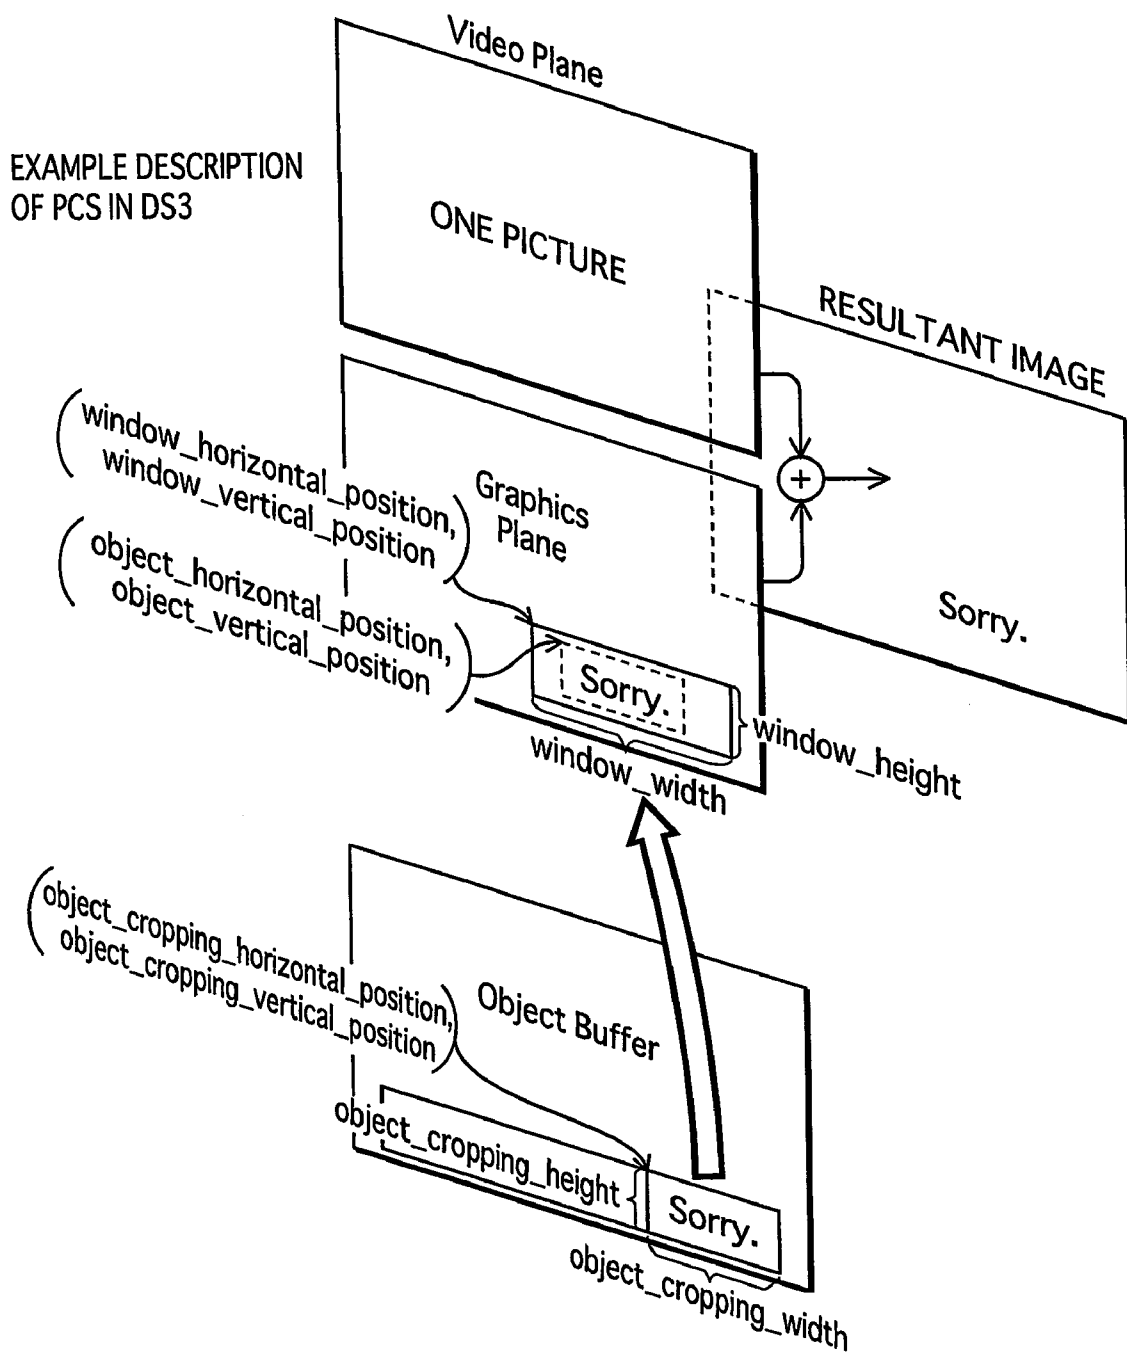 Video Plane
EXAMPLE DESCRIPTION
OF PCS IN DS3
ONE PICTURE
RESULTANT IMAGE
(window_horizontal_position,
window_vertical_position)
Graphics
Plane
+
(object_horizontal_position,
object_vertical_position)
Sorry.
Sorry.
window_height
window_width
(object_cropping_horizontal_position,
object_cropping_vertical_position)
Object Buffer
object_cropping_height
Sorry.
object_cropping_width